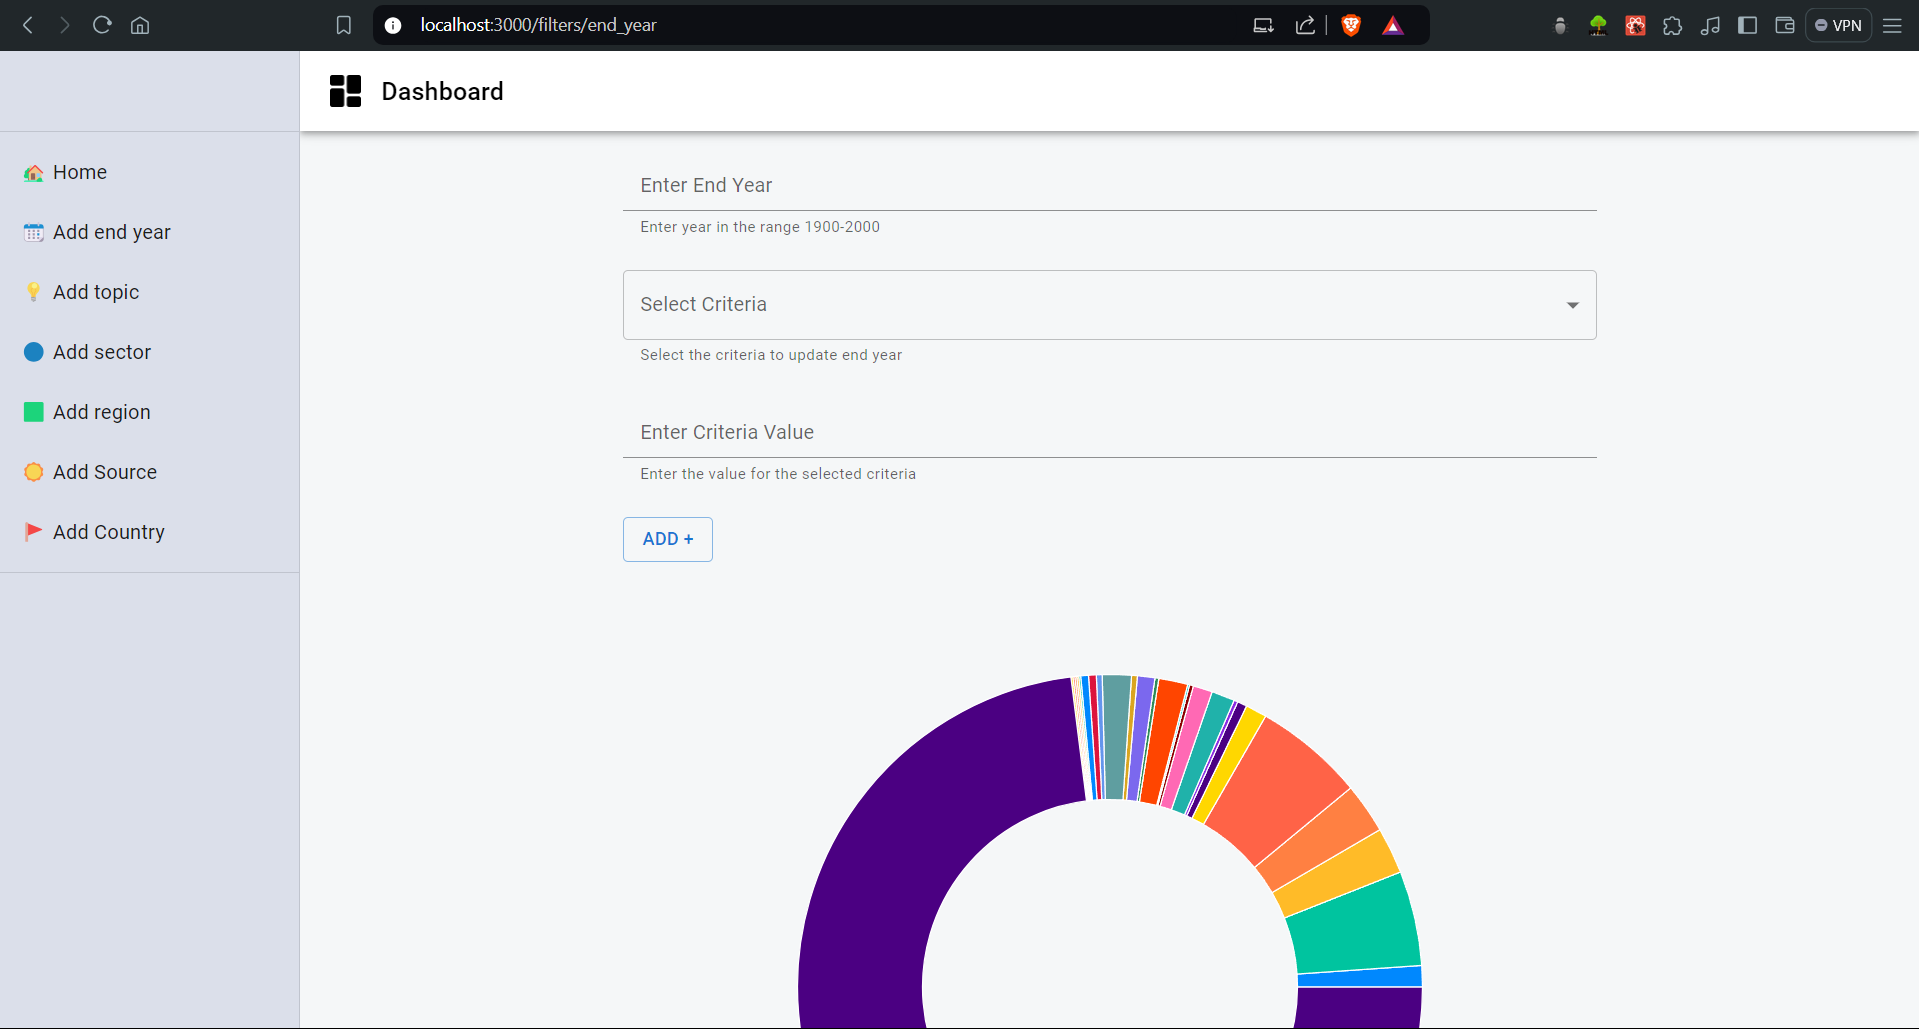 localhost:3000/filters/end_year
VPN
Dashboard
Home
Add end year
Add topic
Add sector
Add region
Add Source
Add Country
Enter End Year
Enter year in the range 1900-2000
Select Criteria
Select the criteria to update end year
Enter Criteria Value
Enter the value for the selected criteria
ADD +